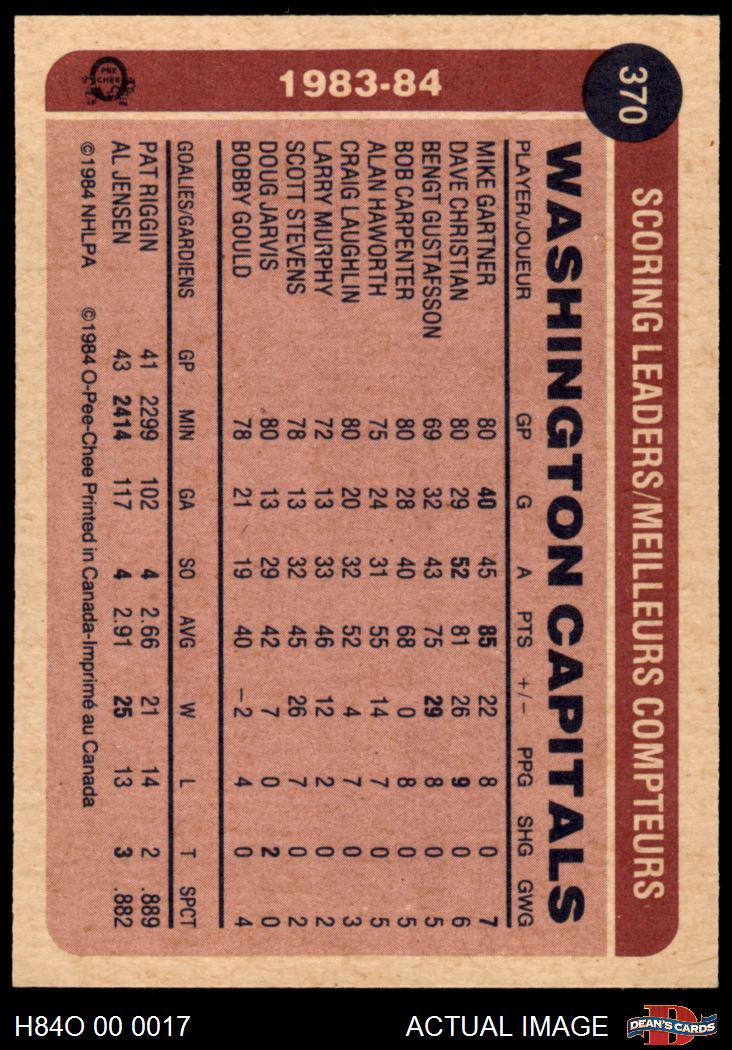 370
SCORING LEADERS/MEILLEURS COMPTEURS
1983-84
O PEE CHEE
WASHINGTON CAPITALS
PLAYER/JOUEUR GP G A PTS +/− PPG SHG GWG
MIKE GARTNER 80 40 45 85 22 8 0 7
DAVE CHRISTIAN 80 29 52 81 26 9 0 6
BENGT GUSTAFSSON 69 32 43 75 29 8 0 5
BOB CARPENTER 80 28 40 68 0 8 0 5
ALAN HAWORTH 75 24 31 55 14 7 0 5
CRAIG LAUGHLIN 80 20 32 52 4 7 0 3
LARRY MURPHY 72 13 33 46 12 2 0 2
SCOTT STEVENS 78 13 32 45 26 7 0 2
DOUG JARVIS 80 13 29 42 7 0 2 0
BOBBY GOULD 78 21 19 40 −2 4 0 4
GOALIES/GARDIENS GP MIN GA SO AVG W L T SPCT
PAT RIGGIN 41 2299 102 4 2.66 21 14 2 .889
AL JENSEN 43 2414 117 4 2.91 25 13 3 .882
©1984 NHLPA ©1984 O-Pee-Chee Printed in Canada-Imprimé au Canada
H84O 00 0017 ACTUAL IMAGE D DEAN'S CARDS